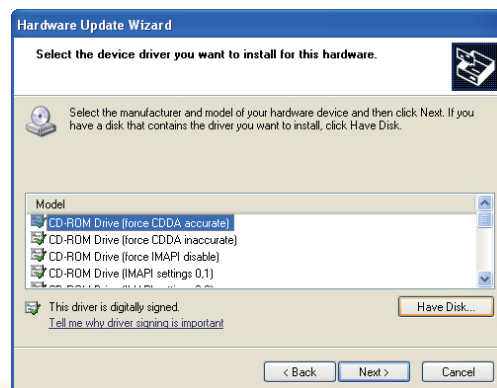 Hardware Update Wizard
Select the device driver you want to install for this hardware.
Select the manufacturer and model of your hardware device and then click Next. If you
have a disk that contains the driver you want to install, click Have Disk.
Model
CD-ROM Drive (force CDDA accurate)
CD-ROM Drive (force CDDA inaccurate)
CD-ROM Drive (force IMAPI disable)
CD-ROM Drive (IMAPI settings 0,1)
This driver is digitally signed.
Have Disk...
Tell me why driver signing is important
< Back
Next >
Cancel